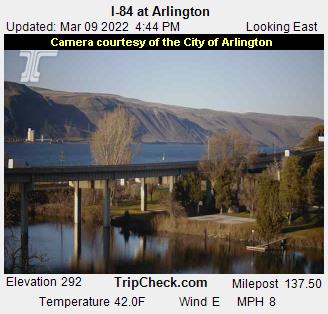 I-84 at Arlington
Updated: Mar 09 2022 4:44 PM Looking East
Camera courtesy of the City of Arlington
Elevation 292 TripCheck.com Milepost 137.50
Temperature 42.0F Wind E MPH 8